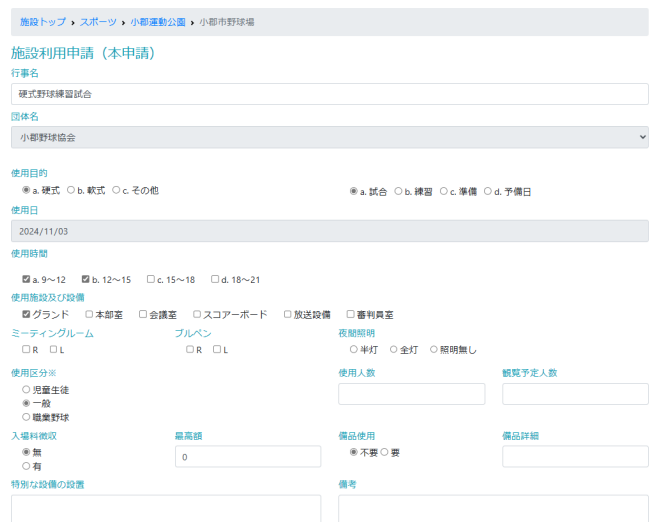 施設トップ › スポーツ › 小郡運動公園 › 小郡市野球場
施設利用申請（本申請）
行事名
硬式野球練習試合
団体名
小郡野球協会
使用目的
a. 硬式 b. 軟式 c. その他 a. 試合 b. 練習 c. 準備 d. 予備日
使用日
2024/11/03
使用時間
a. 9～12 b. 12～15 c. 15～18 d. 18～21
使用施設及び設備
グランド 本部室 会議室 スコアーボード 放送設備 審判員室
ミーティングルーム ブルペン 夜間照明
R L R L 半灯 全灯 照明無し
使用区分※ 使用人数 観覧予定人数
児童生徒
一般
職業野球
入場料徴収 最高額 備品使用 備品詳細
無 0 不要 要
有
特別な設備の設置 備考